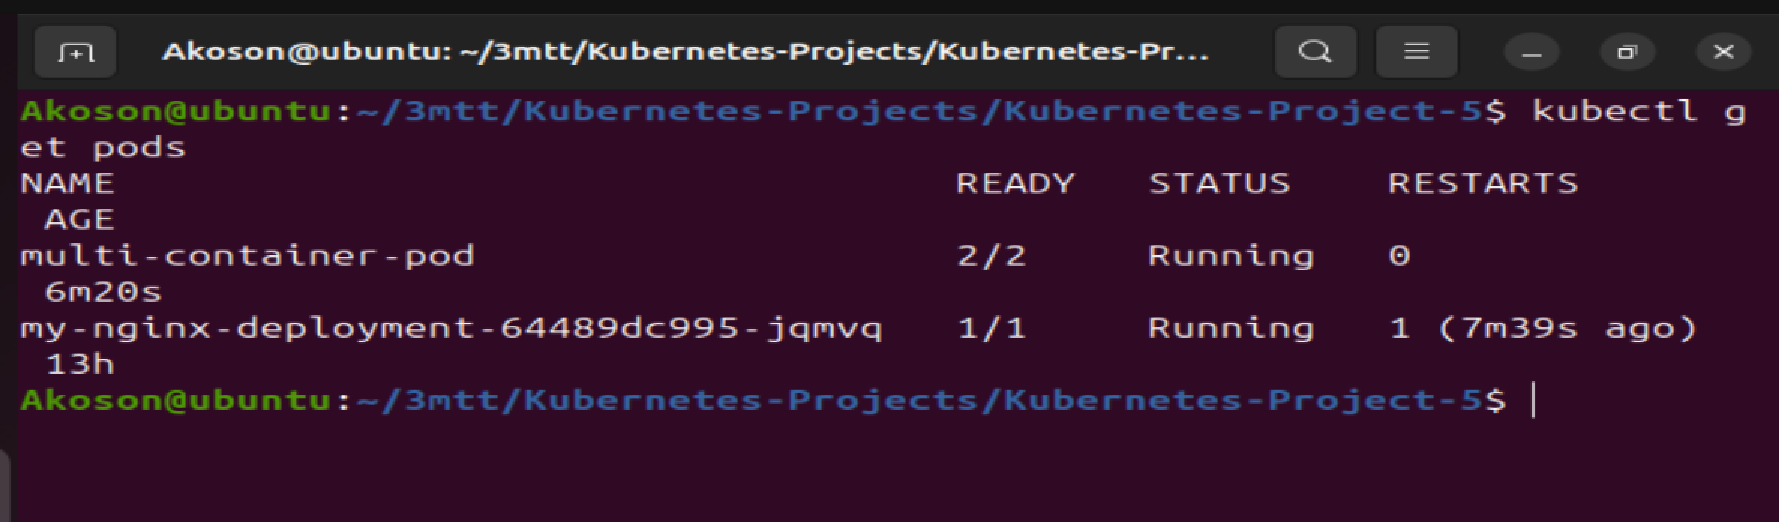 Akoson@ubuntu: ~/3mtt/Kubernetes-Projects/Kubernetes-Pr...
Akoson@ubuntu:~/3mtt/Kubernetes-Projects/Kubernetes-Project-5$ kubectl g
et pods
NAME                                   READY   STATUS    RESTARTS
 AGE
multi-container-pod                    2/2     Running   0
 6m20s
my-nginx-deployment-64489dc995-jqmvq   1/1     Running   1 (7m39s ago)
 13h
Akoson@ubuntu:~/3mtt/Kubernetes-Projects/Kubernetes-Project-5$